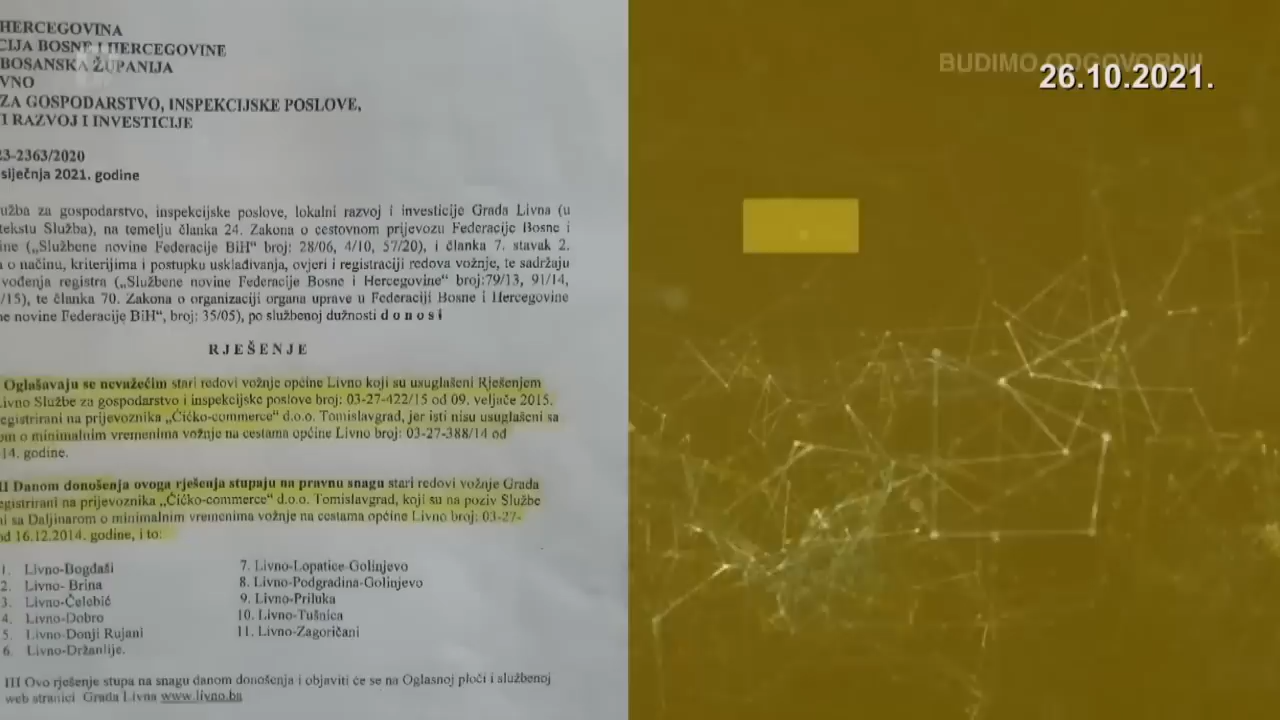 HERCEGOVINA
CIJA BOSNE I HERCEGOVINE
BOSANSKA ŽUPANIJA
VNO
ZA GOSPODARSTVO, INSPEKCIJSKE POSLOVE,
I RAZVOJ I INVESTICIJE
23-2363/2020
siječnja 2021. godine
užba za gospodarstvo, inspekcijske poslove, lokalni razvoj i investicije Grada Livna (u
tekstu Služba), na temelju članka 24. Zakona o cestovnom prijevozu Federacije Bosne i
ine („Službene novine Federacije BiH“ broj: 28/06, 4/10, 57/20), i članka 7. stavak 2.
a o načinu, kriterijima i postupku usklađivanja, ovjeri i registraciji redova vožnje, te sadržaju
vođenja registra („Službene novine Federacije Bosne i Hercegovine“ broj:79/13, 91/14,
/15), te članka 70. Zakona o organizaciji organa uprave u Federaciji Bosne i Hercegovine
ne novine Federacije BiH“, broj: 35/05), po službenoj dužnosti d o n o s i
R J E Š E N J E
Oglašavaju se nevažećim stari redovi vožnje općine Livno koji su usuglašeni Rješenjem
Livno Službe za gospodarstvo i inspekcijske poslove broj: 03-27-422/15 od 09. veljače 2015.
egistrirani na prijevoznika „Ćićko-commerce“ d.o.o. Tomislavgrad, jer isti nisu usuglašeni sa
om o minimalnim vremenima vožnje na cestama općine Livno broj: 03-27-388/14 od
14. godine.
II Danom donošenja ovoga rješenja stupaju na pravnu snagu stari redovi vožnje Grada
egistrirani na prijevoznika „Ćićko-commerce“ d.o.o. Tomislavgrad, koji su na poziv Službe
ni sa Daljinarom o minimalnim vremenima vožnje na cestama općine Livno broj: 03-27-
od 16.12.2014. godine, i to:
1. Livno-Bogdaši
2. Livno- Brina
3. Livno-Čelebić
4. Livno-Dobro
5. Livno-Donji Rujani
6. Livno-Držanlije.
7. Livno-Lopatice-Golinjevo
8. Livno-Podgradina-Golinjevo
9. Livno-Priluka
10. Livno-Tušnica
11. Livno-Zagoričani
III Ovo rješenje stupa na snagu danom donošenja i objaviti će se na Oglasnoj ploči i službenoj
web stranici Grada Livna www.livno.ba
BUDIMO ODGOVORNI!
26.10.2021.